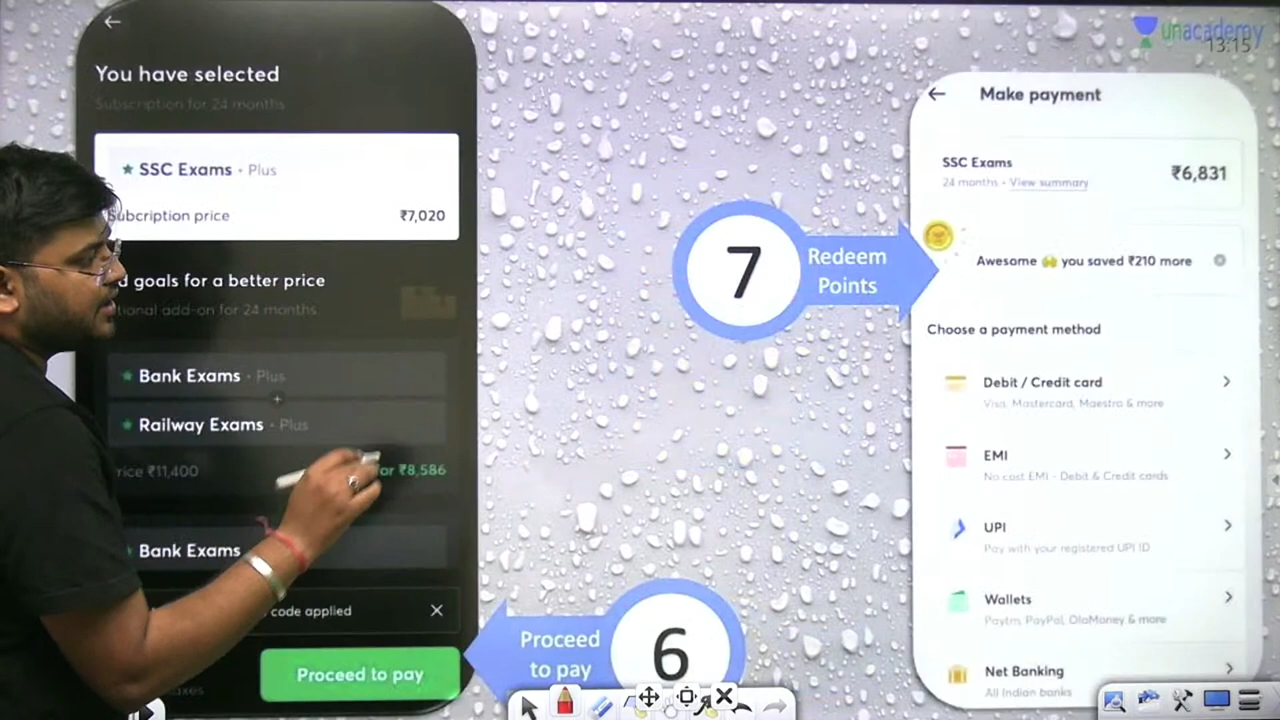 You have selected
Subscription for 24 months
SSC Exams • Plus
Subcription price
₹7,020
goals for a better price
add-on for 24 months
Bank Exams • Plus
+
Railway Exams • Plus
₹11,400
₹8,586
Bank Exams
code applied
Proceed to pay
Proceed
to pay
6
7
Redeem
Points
unacademy
13:15
Make payment
SSC Exams
24 months • View summary
₹6,831
Awesome 🙌 you saved ₹210 more
Choose a payment method
Debit / Credit card
Visa, Mastercard, Maestro & more
EMI
No cost EMI - Debit & Credit cards
UPI
Pay with your registered UPI ID
Wallets
Paytm, PayPal, OlaMoney & more
Net Banking
All Indian banks